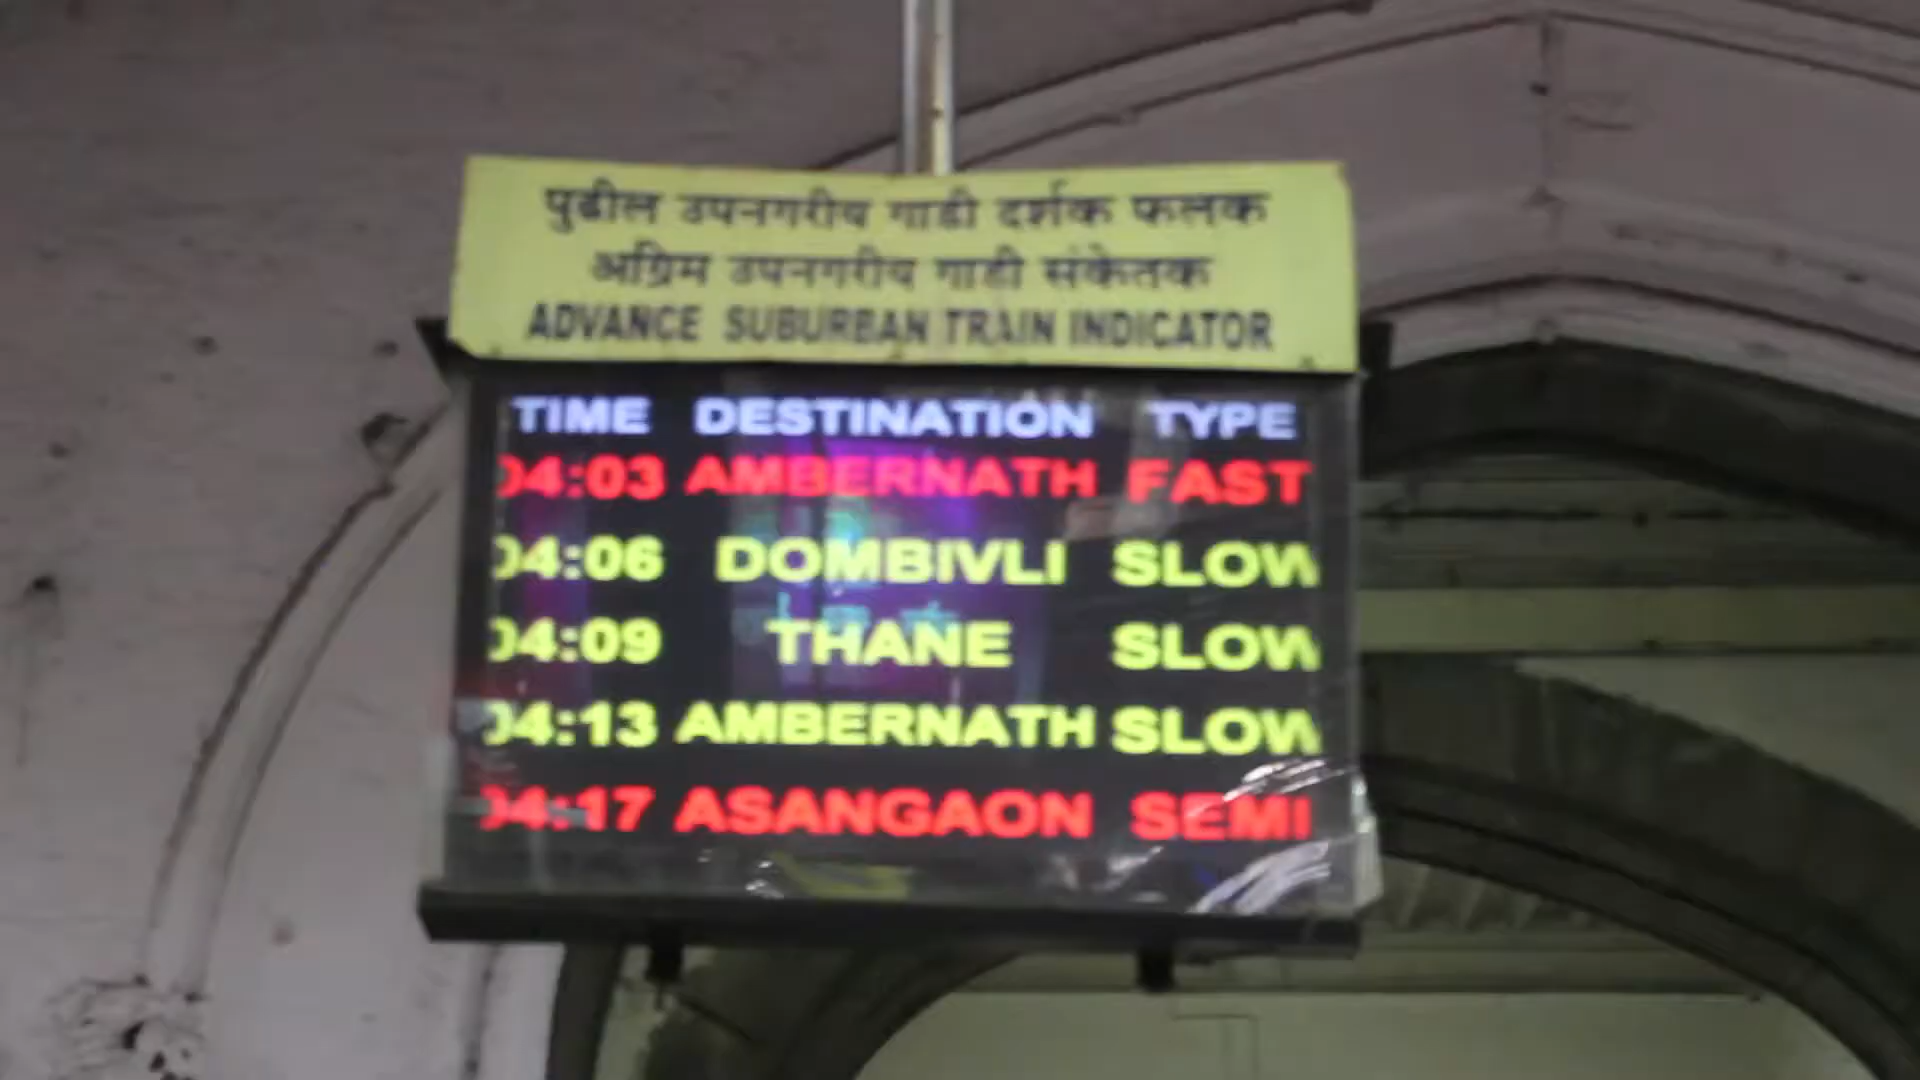 पुढील उपनगरीय गाडी दर्शक फलक
अग्रिम उपनगरीय गाडी संकेतक
ADVANCE SUBURBAN TRAIN INDICATOR
TIME DESTINATION TYPE
04:03 AMBERNATH FAST
04:06 DOMBIVLI SLOW
04:09 THANE SLOW
04:13 AMBERNATH SLOW
04:17 ASANGAON SEMI